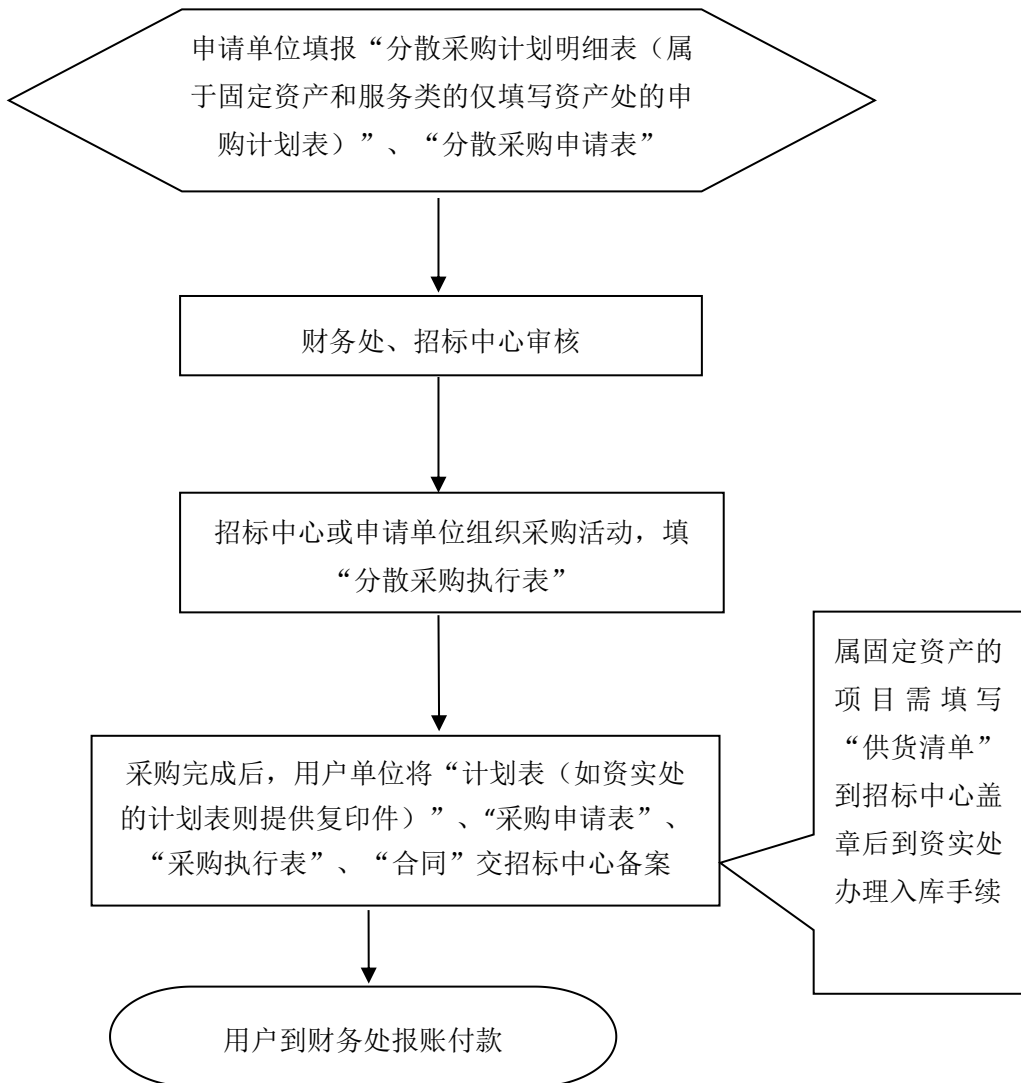 申请单位填报“分散采购计划明细表（属
于固定资产和服务类的仅填写资产处的申
购计划表）”、“分散采购申请表”
财务处、招标中心审核
招标中心或申请单位组织采购活动，填
“分散采购执行表”
采购完成后，用户单位将“计划表（如资实处
的计划表则提供复印件）”、“采购申请表”、
“采购执行表”、“合同”交招标中心备案
属固定资产的
项目需填写
“供货清单”
到招标中心盖
章后到资实处
办理入库手续
用户到财务处报账付款